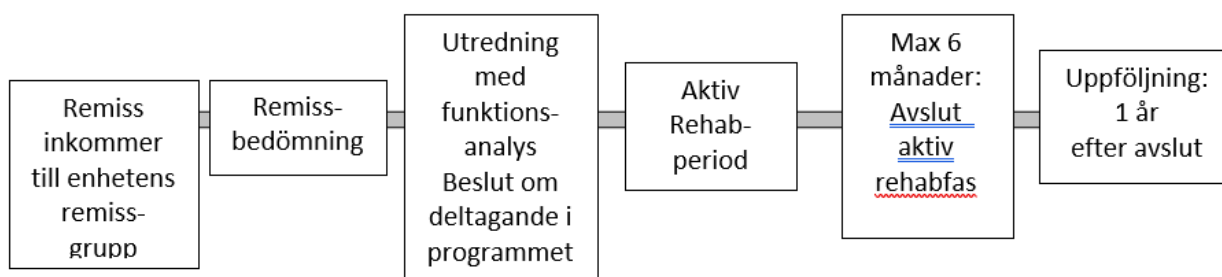 Remiss
inkommer
till enhetens
remiss-
grupp
Remiss-
bedömning
Utredning
med
funktions-
analys
Beslut om
deltagande i
programmet
Aktiv
Rehab-
period
Max 6
månader:
Avslut
aktiv
rehabfas
Uppföljning:
1 år
efter avslut